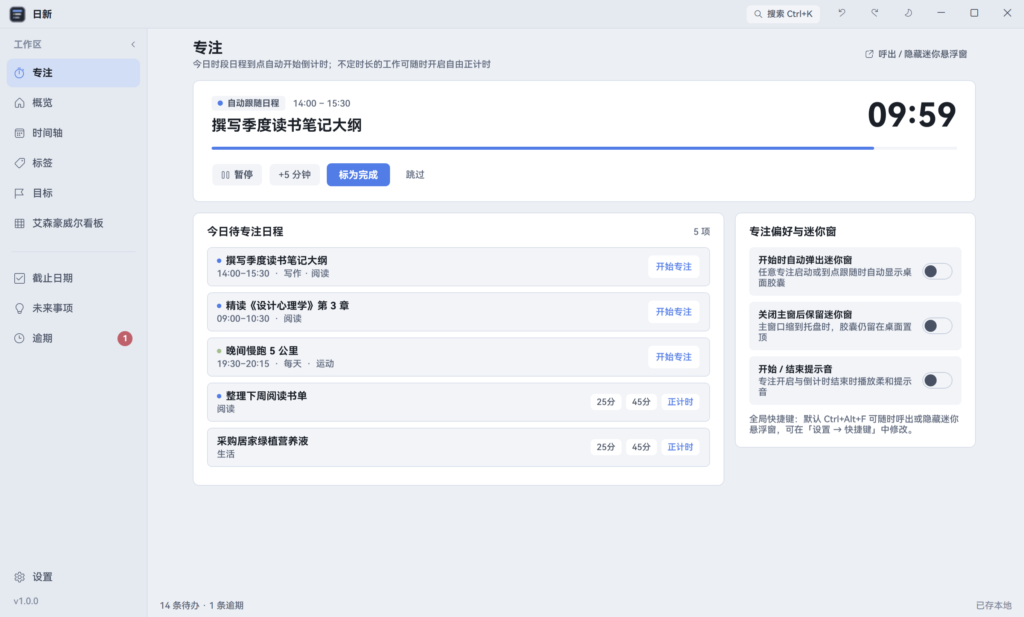 日新
搜索 Ctrl+K
工作区
专注
概览
时间轴
标签
目标
艾森豪威尔看板
截止日期
未来事项
逾期
1
设置
v1.0.0
专注
今日时段日程到点自动开始倒计时；不定时长的工作可随时开启自由正计时
呼出 / 隐藏迷你悬浮窗
自动跟随日程 14:00 – 15:30
撰写季度读书笔记大纲
09:59
暂停
+5 分钟
标为完成
跳过
今日待专注日程
5 项
撰写季度读书笔记大纲
14:00–15:30 · 写作 · 阅读
开始专注
精读《设计心理学》第 3 章
09:00–10:30 · 阅读
开始专注
晚间慢跑 5 公里
19:30–20:15 · 每天 · 运动
开始专注
整理下周阅读书单
阅读
25分 45分 正计时
采购居家绿植营养液
生活
25分 45分 正计时
专注偏好与迷你窗
开始时自动弹出迷你窗
任意专注启动或到点跟随时自动显示桌
面胶囊
关闭主窗后保留迷你窗
主窗口缩到托盘时，胶囊仍留在桌面置
顶
开始 / 结束提示音
专注开启与倒计时结束时播放柔和提示
音
全局快捷键：默认 Ctrl+Alt+F 可随时呼出或隐藏迷你
悬浮窗，可在「设置 → 快捷键」中修改。
14 条待办 · 1 条逾期
已存本地